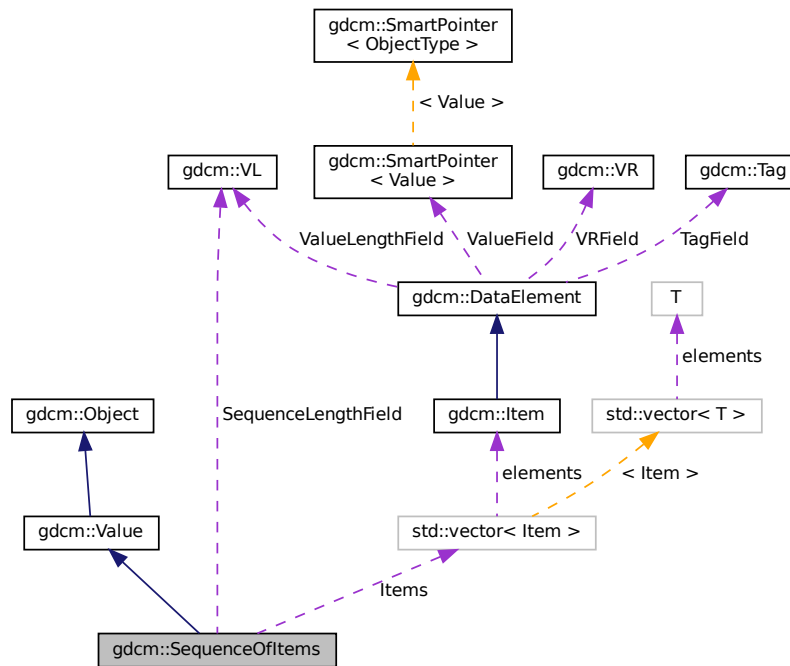 gdcm::SmartPointer
< ObjectType >
< Value >
gdcm::VL
gdcm::SmartPointer
< Value >
gdcm::VR
gdcm::Tag
ValueLengthField
ValueField
VRField
TagField
gdcm::DataElement
T
elements
gdcm::Object
SequenceLengthField
gdcm::Item
std::vector< T >
elements
< Item >
gdcm::Value
std::vector< Item >
Items
gdcm::SequenceOfItems